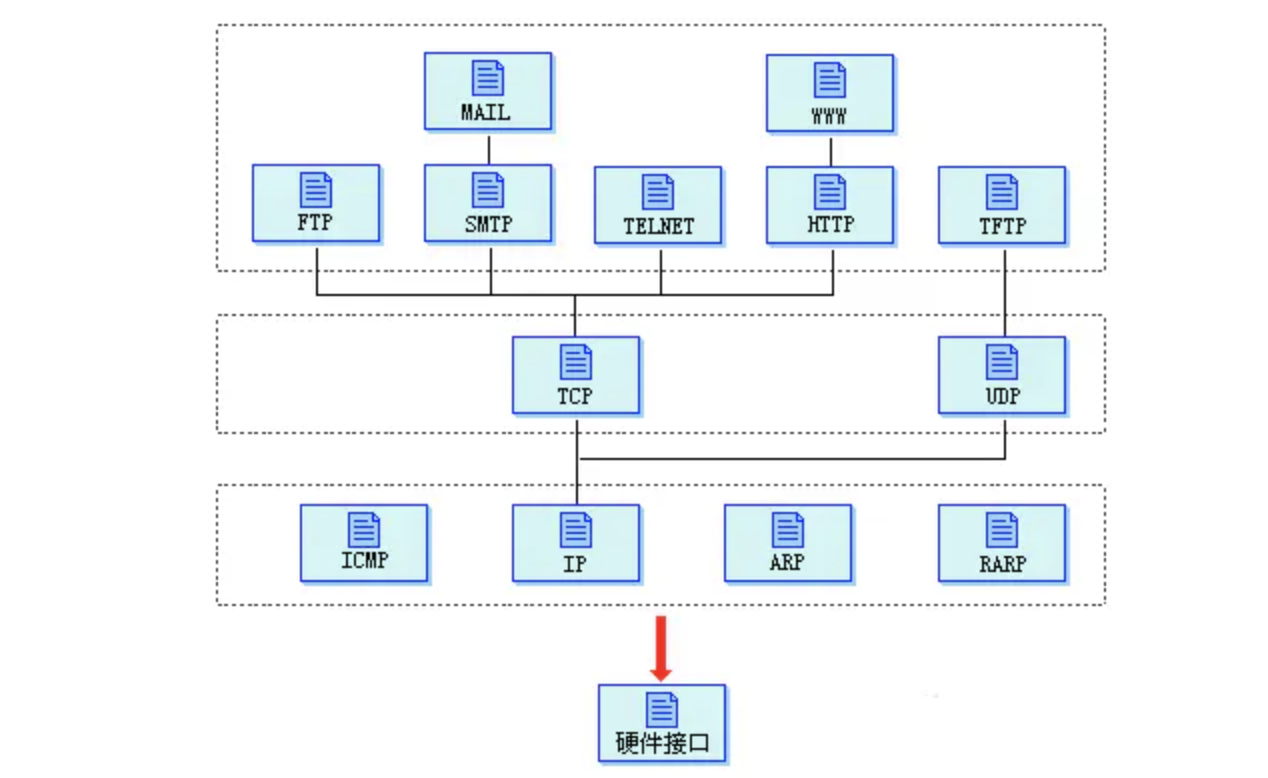 MAIL
WWW
FTP
SMTP
TELNET
HTTP
TFTP
TCP
UDP
ICMP
IP
ARP
RARP
硬件接口